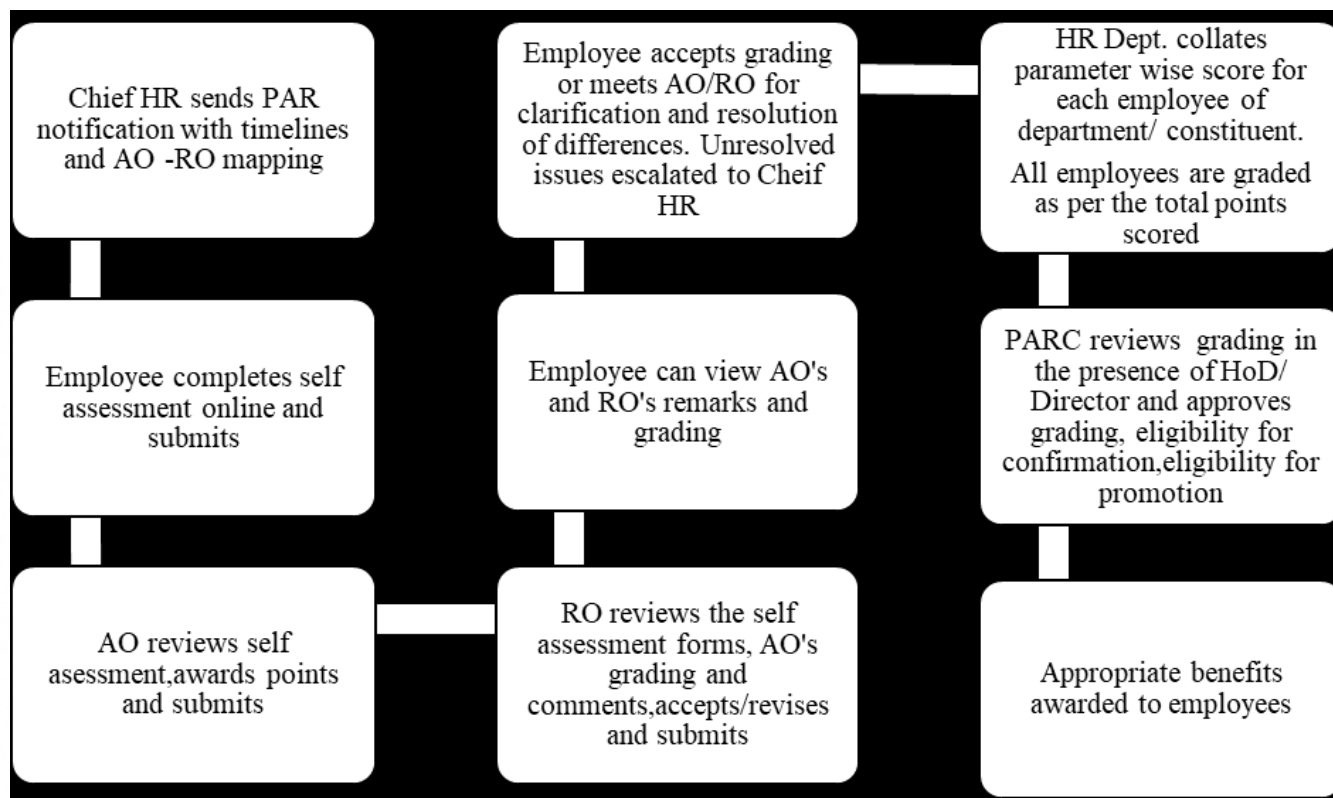 Chief HR sends PAR
notification with timelines
and AO -RO mapping
Employee completes self
assessment online and
submits
AO reviews self
asessment,awards points
and submits
RO reviews the self
assessment forms, AO's
grading and
comments,accepts/revises
and submits
Employee can view AO's
and RO's remarks and
grading
Employee accepts grading
or meets AO/RO for
clarification and resolution
of differences. Unresolved
issues escalated to Cheif
HR
HR Dept. collates
parameter wise score for
each employee of
department/ constituent.
All employees are graded
as per the total points
scored
PARC reviews grading in
the presence of HoD/
Director and approves
grading, eligibility for
confirmation,eligibility for
promotion
Appropriate benefits
awarded to employees